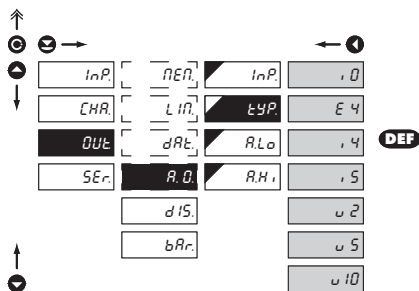 InP. MEM. InP. i 0
CHA. LIM. tYP. E 4
OUt dAt. A.Lo i 4 DEF
SEr. A. O. A.Hi i 5
dIS. u 2
bAr. u 5
u 10